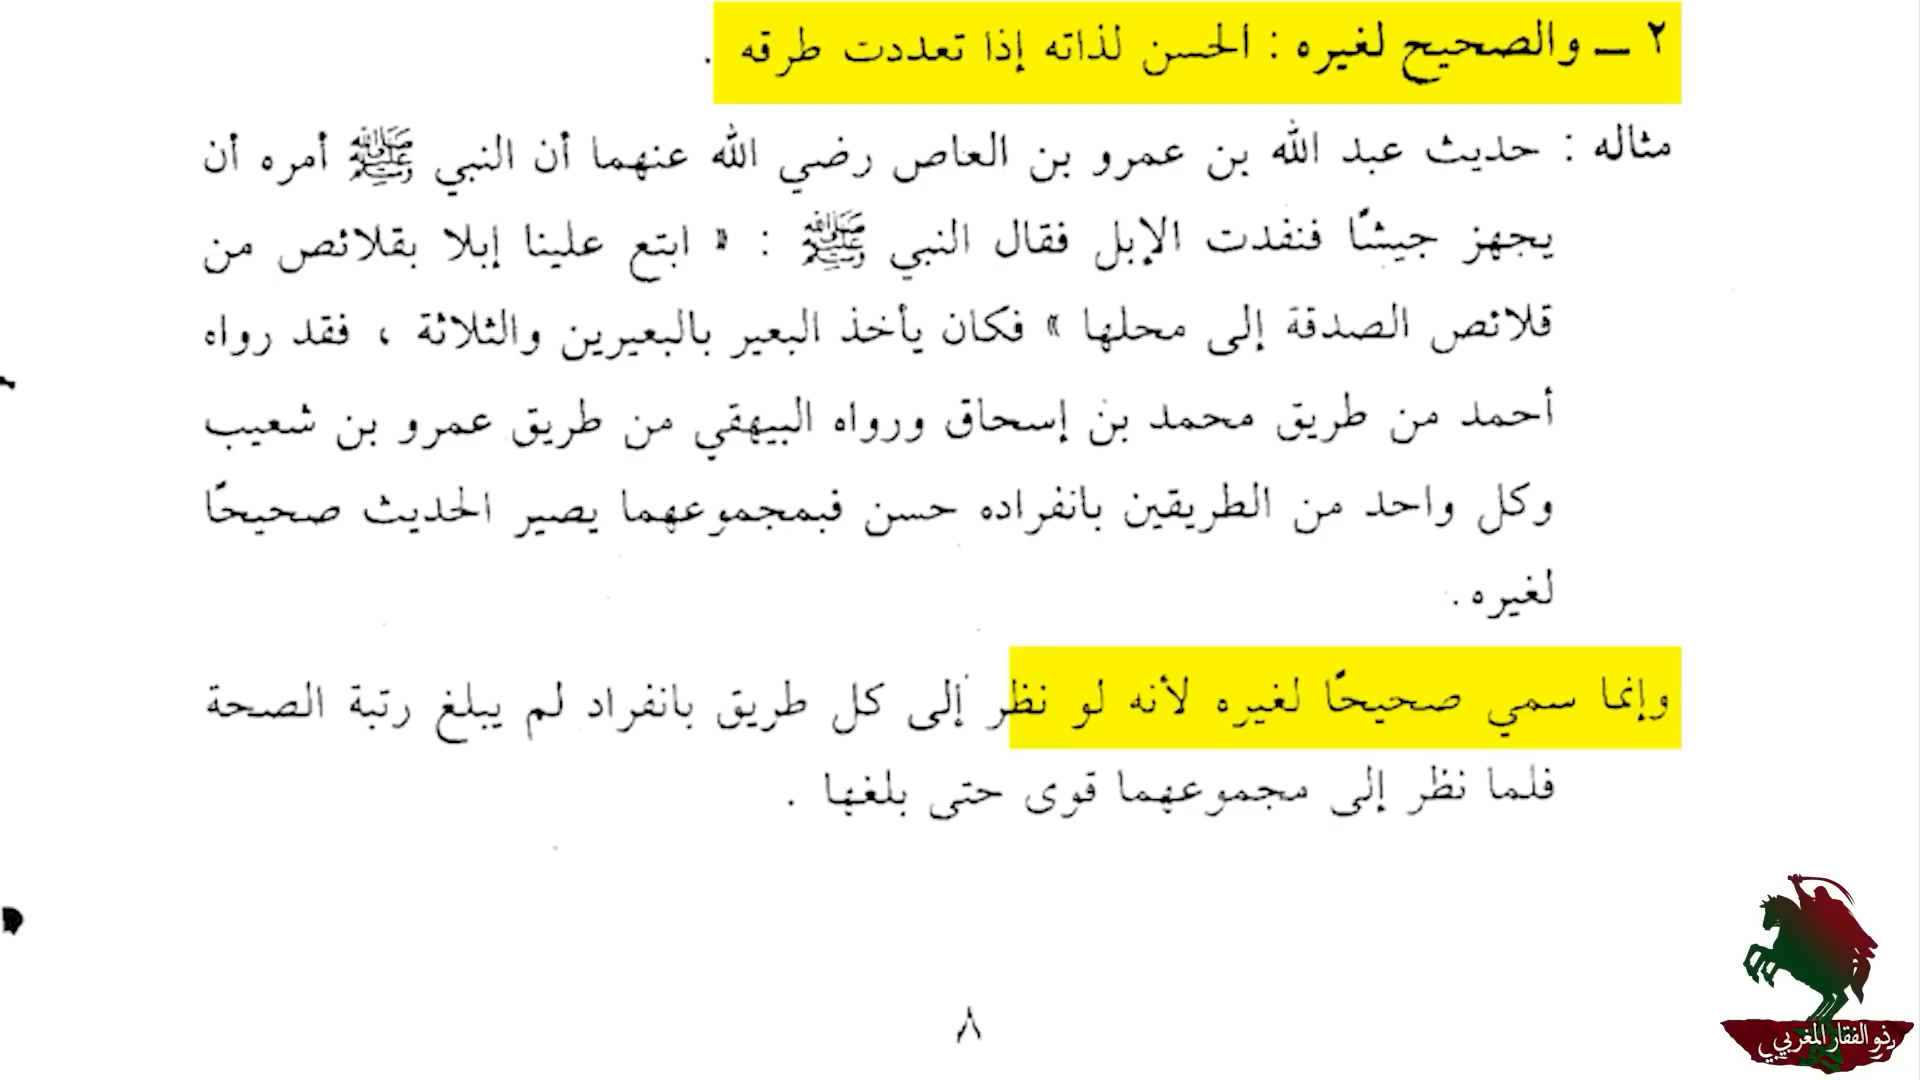 ٢ ـ والصحيح لغيره : الحسن لذاته إذا تعددت طرقه .
مثاله : حديث عبد الله بن عمرو بن العاص رضي الله عنهما أن النبي ﷺ أمره أن
يجهز جيشًا فنفدت الإبل فقال النبي ﷺ : « ابتع علينا إبلا بقلائص من
قلائص الصدقة إلى محلها » فكان يأخذ البعير بالبعيرين والثلاثة ، فقد رواه
أحمد من طريق محمد بن إسحاق ورواه البيهقي من طريق عمرو بن شعيب
وكل واحد من الطريقين بانفراده حسن فبمجموعهما يصير الحديث صحيحًا
لغيره .
وإنما سمي صحيحًا لغيره لأنه لو نظر إلى كل طريق بانفراد لم يبلغ رتبة الصحة
فلما نظر إلى مجموعهما قوى حتى بلغها .
٨
ذو الفقار المغربي